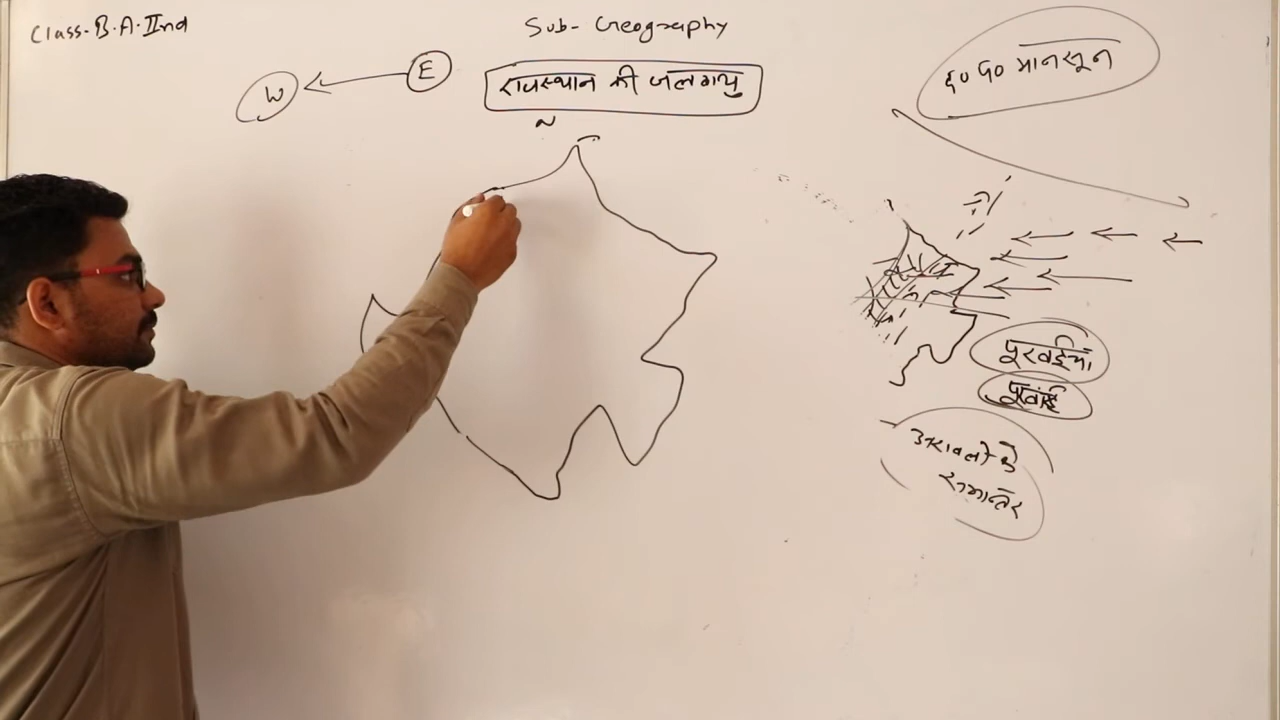 Class-B.A.IInd
Sub- Geography
W
E
राजस्थान की जलवायु
द० प० मानसून
N
पूरवईयाँ
पूरवाई
अरावली के
समान्तर